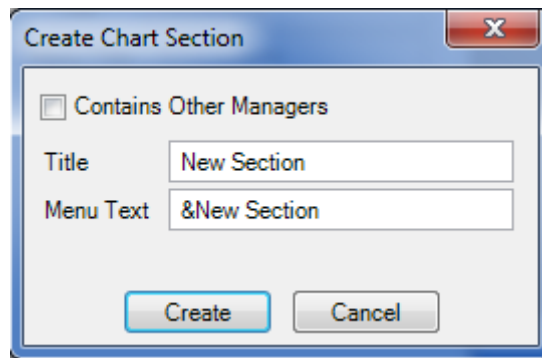 Create Chart Section
Contains Other Managers
Title New Section
Menu Text &New Section
Create Cancel